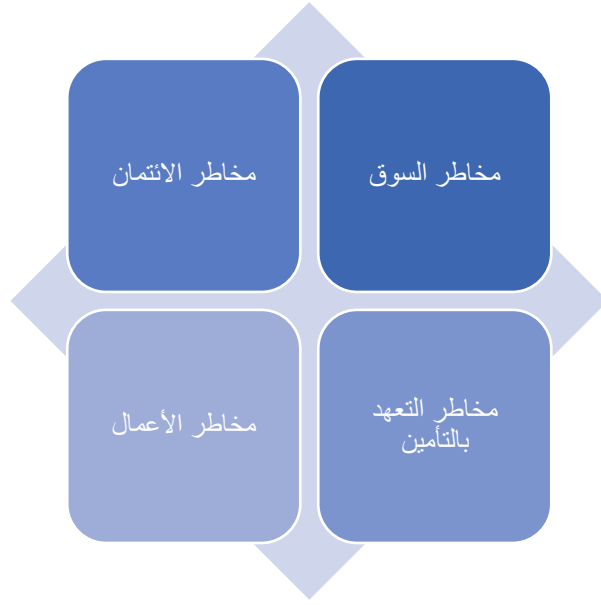 مخاطر السوق
مخاطر الائتمان
مخاطر التعهد
بالتأمين
مخاطر الأعمال